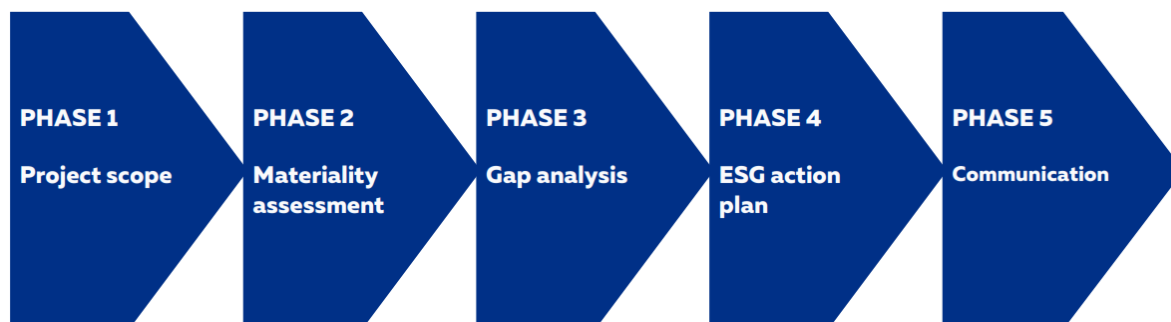 PHASE 1
Project scope
PHASE 2
Materiality
assessment
PHASE 3
Gap analysis
PHASE 4
ESG action
plan
PHASE 5
Communication